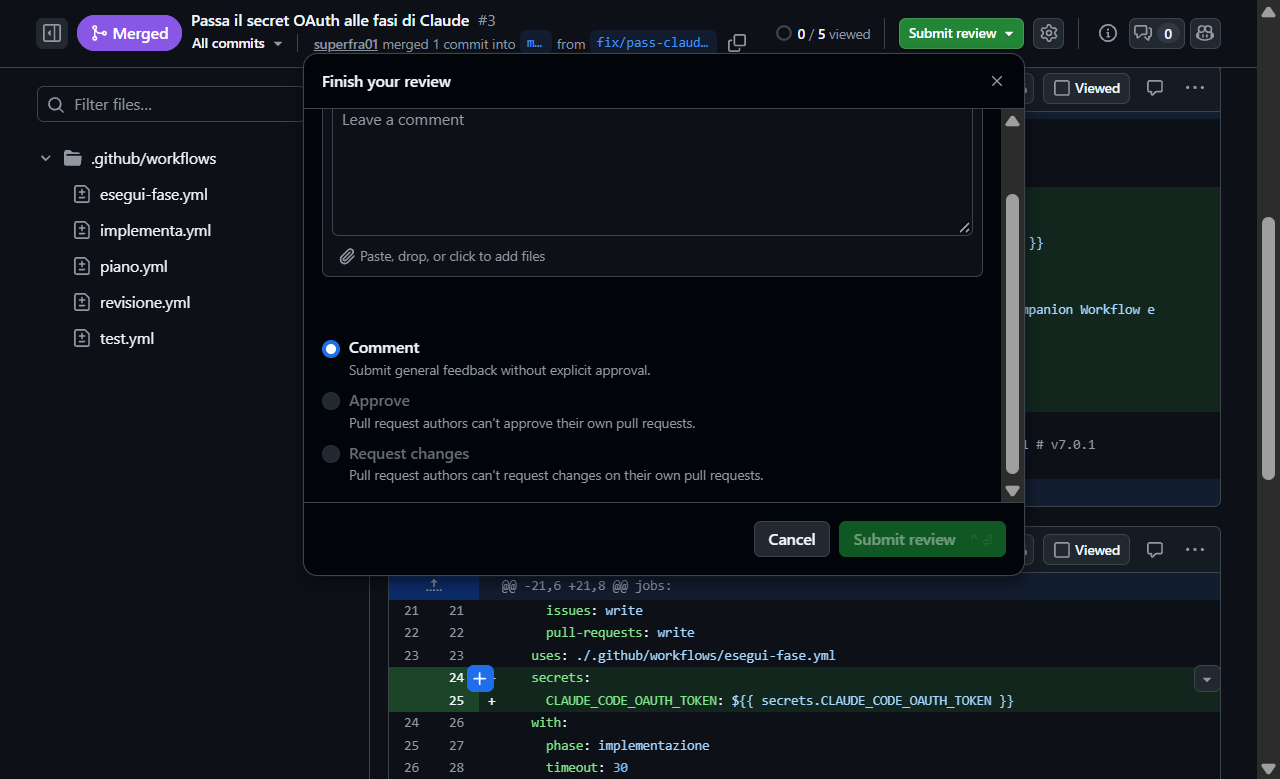 Merged
Passa il secret OAuth alle fasi di Claude #3
All commits
superfra01 merged 1 commit into m... from fix/pass-claud...
0 / 5 viewed
Submit review
0
Filter files...
.github/workflows
esegui-fase.yml
implementa.yml
piano.yml
revisione.yml
test.yml
Finish your review
Leave a comment
Paste, drop, or click to add files
Comment
Submit general feedback without explicit approval.
Approve
Pull request authors can't approve their own pull requests.
Request changes
Pull request authors can't request changes on their own pull requests.
Cancel
Submit review
Viewed
}}
Workflow e
# v7.0.1
Viewed
@@ -21,6 +21,8 @@ jobs:
21 21 issues: write
22 22 pull-requests: write
23 23 uses: ./.github/workflows/esegui-fase.yml
24 secrets:
25 + CLAUDE_CODE_OAUTH_TOKEN: ${{ secrets.CLAUDE_CODE_OAUTH_TOKEN }}
24 26 with:
25 27 phase: implementazione
26 28 timeout: 30